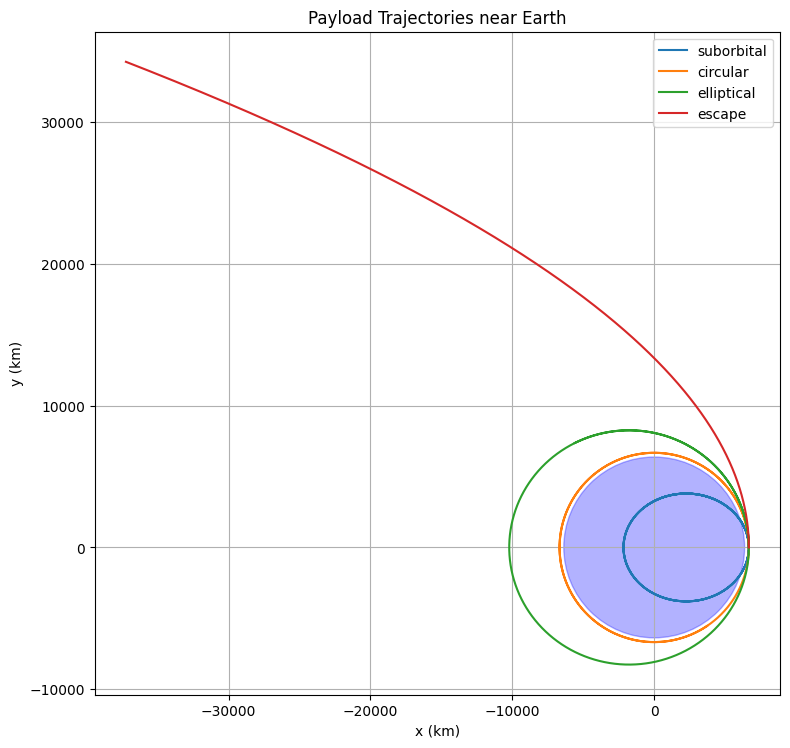 Payload Trajectories near Earth
suborbital
circular
elliptical
escape
30000
20000
10000
0
−10000
y (km)
−30000
−20000
−10000
0
x (km)